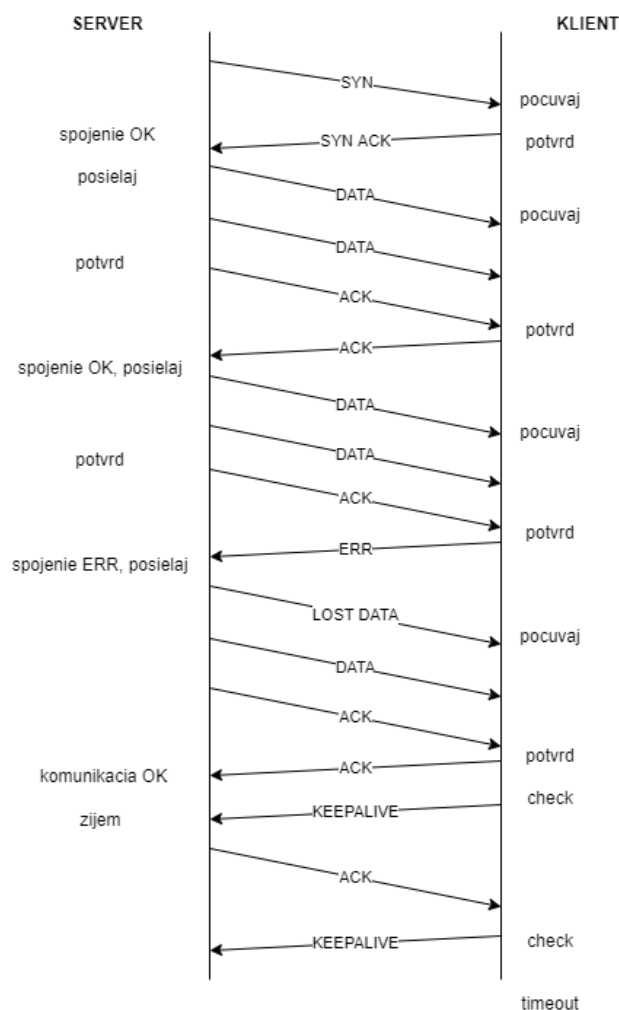 SERVER
KLIENT
SYN
pocuvaj
spojenie OK
SYN ACK
potvrd
posielaj
DATA
pocuvaj
DATA
potvrd
ACK
potvrd
ACK
spojenie OK, posielaj
DATA
pocuvaj
DATA
potvrd
ACK
potvrd
ERR
spojenie ERR, posielaj
LOST DATA
pocuvaj
DATA
ACK
potvrd
ACK
komunikacia OK
check
KEEPALIVE
zijem
ACK
check
KEEPALIVE
timeout